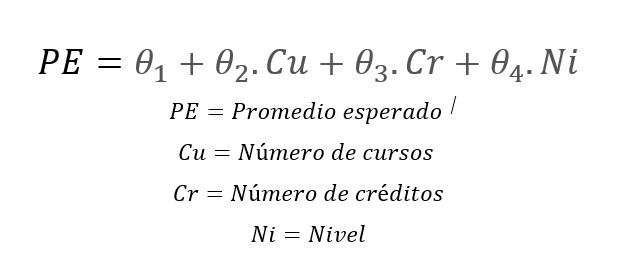 PE = θ₁ + θ₂. Cu + θ₃. Cr + θ₄. Ni
PE = Promedio esperado /
Cu = Número de cursos
Cr = Número de créditos
Ni = Nivel